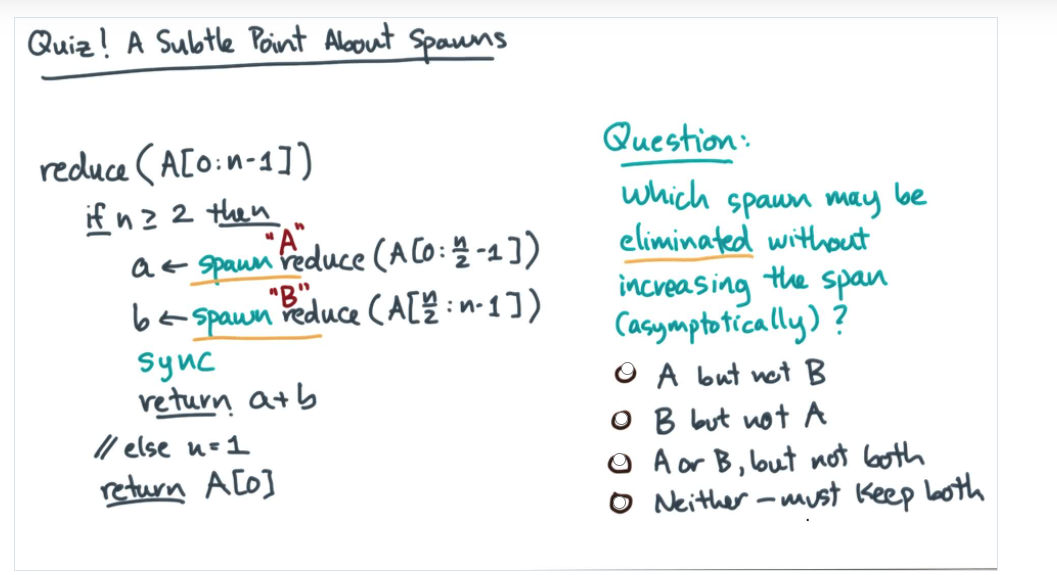 Quiz! A Subtle Point About Spawns
reduce(A[0:n-1])
if n ≥ 2 then
"A"
a ← spawn reduce(A[0:n/2-1])
"B"
b ← spawn reduce(A[n/2:n-1])
sync
return a+b
// else n=1
return A[0]
Question:
Which spawn may be
eliminated without
increasing the span
(asymptotically)?
A but not B
B but not A
A or B, but not both
Neither – must keep both